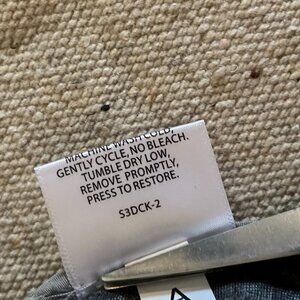 MACHINE WASH COLD,
GENTLY CYCLE, NO BLEACH.
TUMBLE DRY LOW,
REMOVE PROMPTLY,
PRESS TO RESTORE.
S3DCK-2